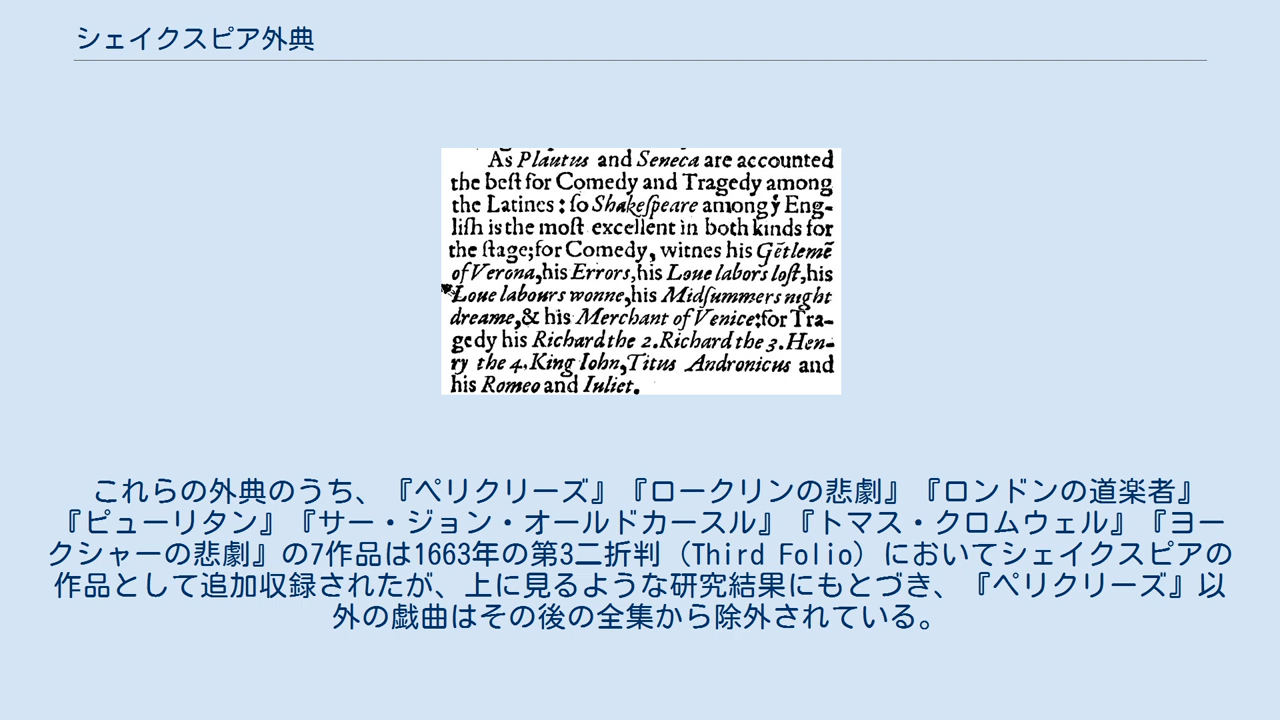 シェイクスピア外典
As Plautus and Seneca are accounted
the beſt for Comedy and Tragedy among
the Latines : ſo Shakeſpeare among yͤ Eng-
liſh is the moſt excellent in both kinds for
the ſtage; for Comedy, witnes his Gẽtlemẽ
of Verona, his Errors, his Loue labors loſt, his
Loue labours wonne, his Midſummers night
dreame, & his Merchant of Venice: for Tra-
gedy his Richard the 2. Richard the 3. Hen-
ry the 4. King Iohn, Titus Andronicus and
his Romeo and Iuliet.
これらの外典のうち、『ペリクリーズ』『ロークリンの悲劇』『ロンドンの道楽者』
『ピューリタン』『サー・ジョン・オールドカースル』『トマス・クロムウェル』『ヨー
クシャーの悲劇』の7作品は1663年の第3二折判（Third Folio）においてシェイクスピアの
作品として追加収録されたが、上に見るような研究結果にもとづき、『ペリクリーズ』以
外の戯曲はその後の全集から除外されている。